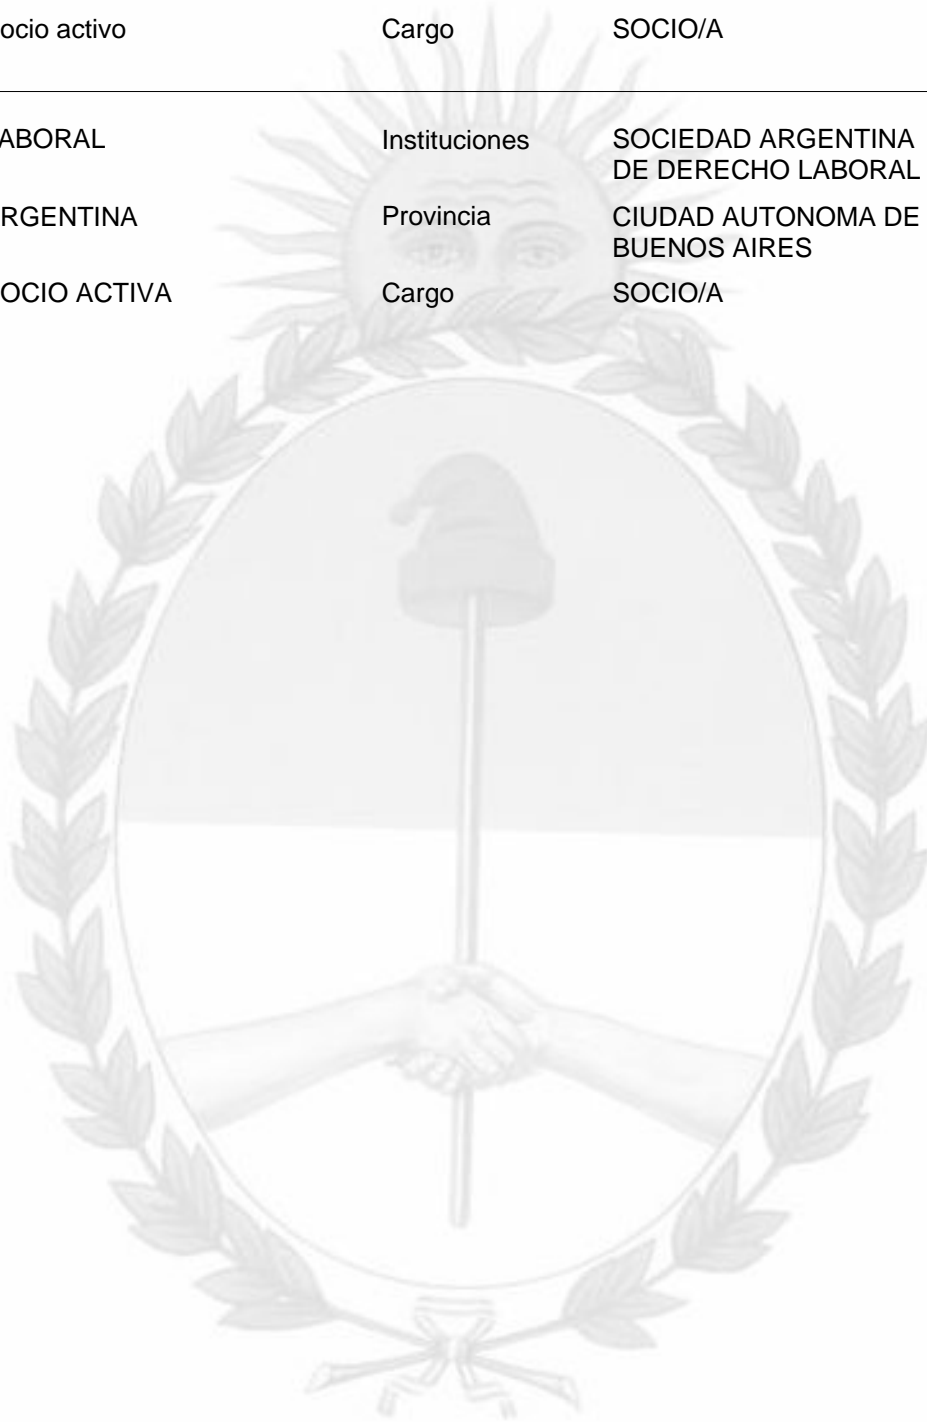 ocio activo Cargo SOCIO/A
ABORAL Instituciones SOCIEDAD ARGENTINA
DE DERECHO LABORAL
RGENTINA Provincia CIUDAD AUTONOMA DE
BUENOS AIRES
OCIO ACTIVA Cargo SOCIO/A